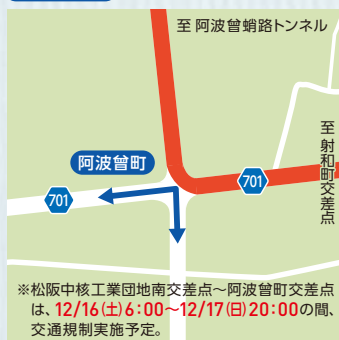 至 阿波曽蛸路トンネル
阿波曽町
701
701
至 射和町交差点
※松阪中核工業団地南交差点～阿波曽町交差点
は、12/16(土)6:00～12/17(日)20:00の間、
交通規制実施予定。